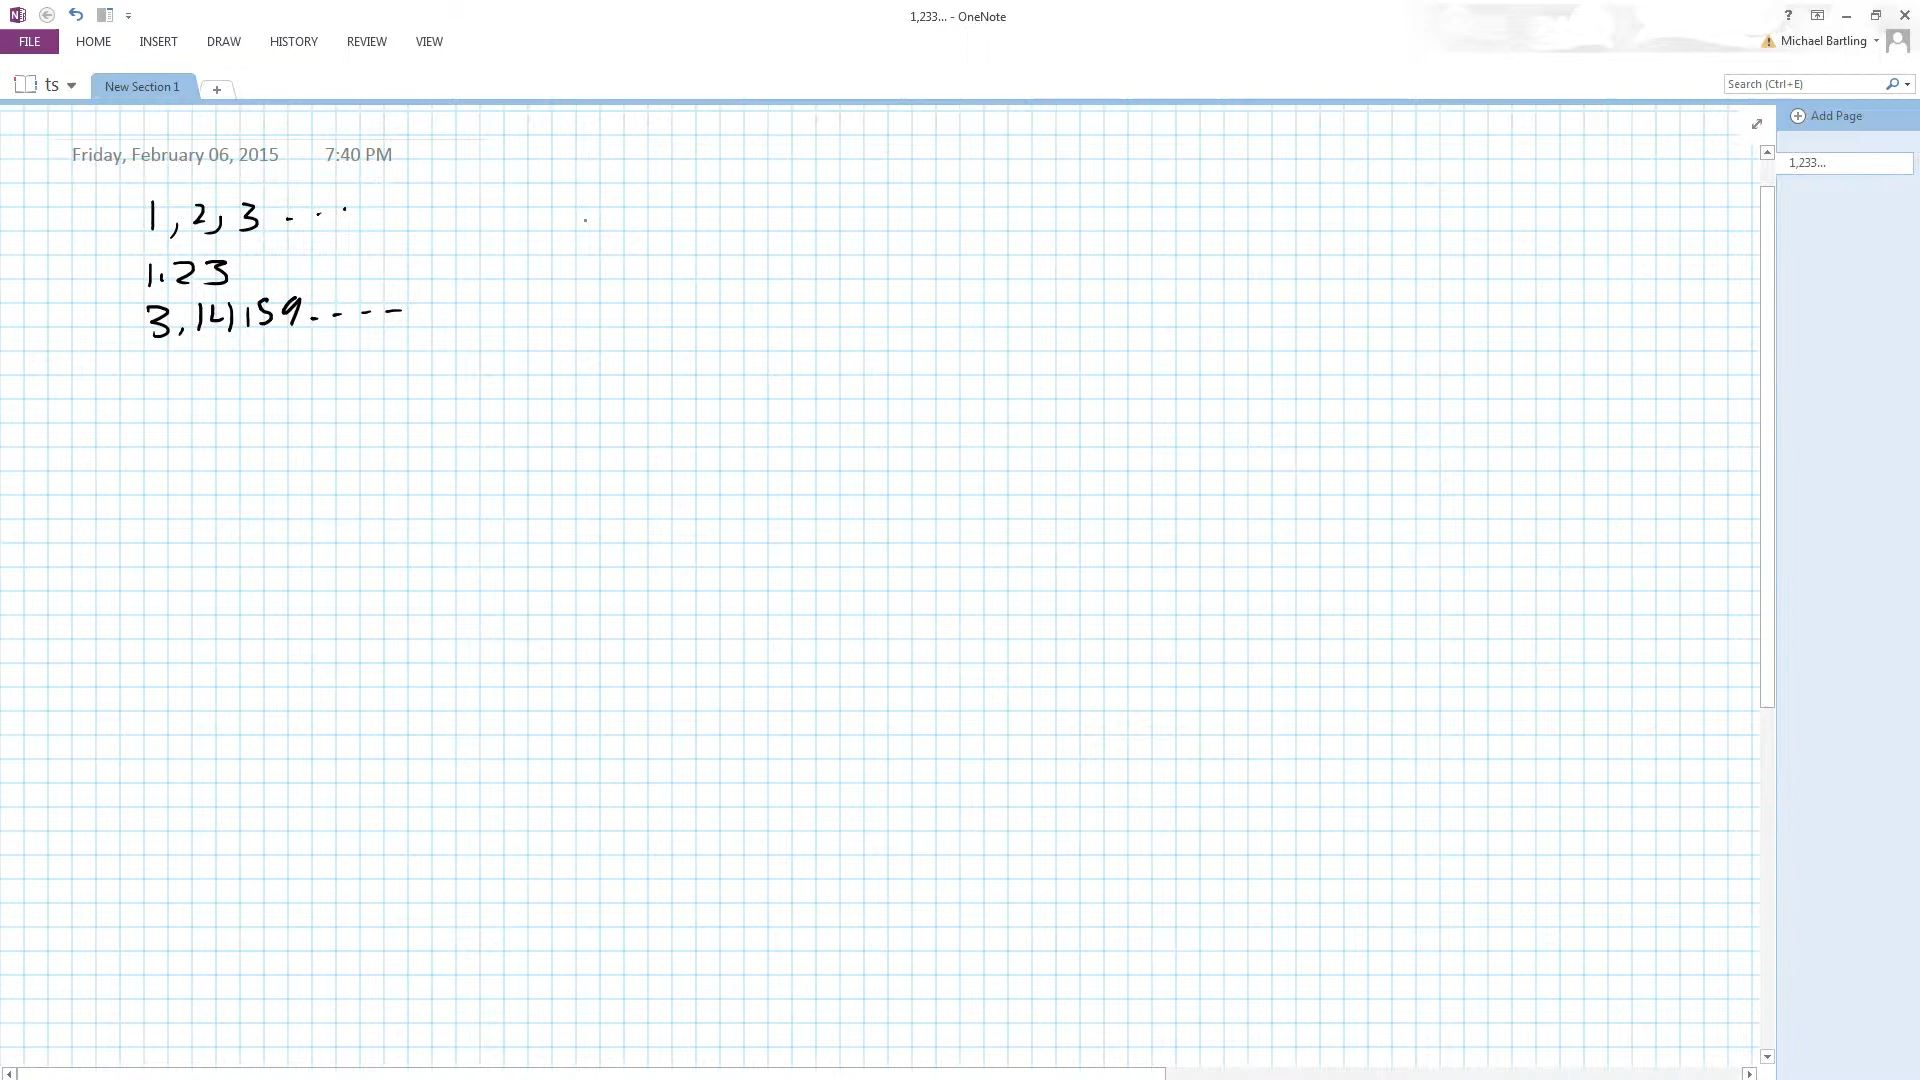 1,233... - OneNote
FILE HOME INSERT DRAW HISTORY REVIEW VIEW
? Michael Bartling
ts New Section 1 + Search (Ctrl+E)
Add Page
1,233...
Friday, February 06, 2015 7:40 PM
1, 2, 3 ...
1.23
3.14159....